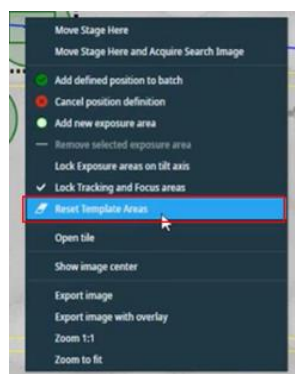 Move Stage Here
Move Stage Here and Acquire Search Image
Add defined position to batch
Cancel position definition
Add new exposure area
Remove selected exposure area
Lock Exposure areas on tilt axis
Lock Tracking and Focus areas
Reset Template Areas
Open tile
Show image center
Export image
Export image with overlay
Zoom 1:1
Zoom to fit